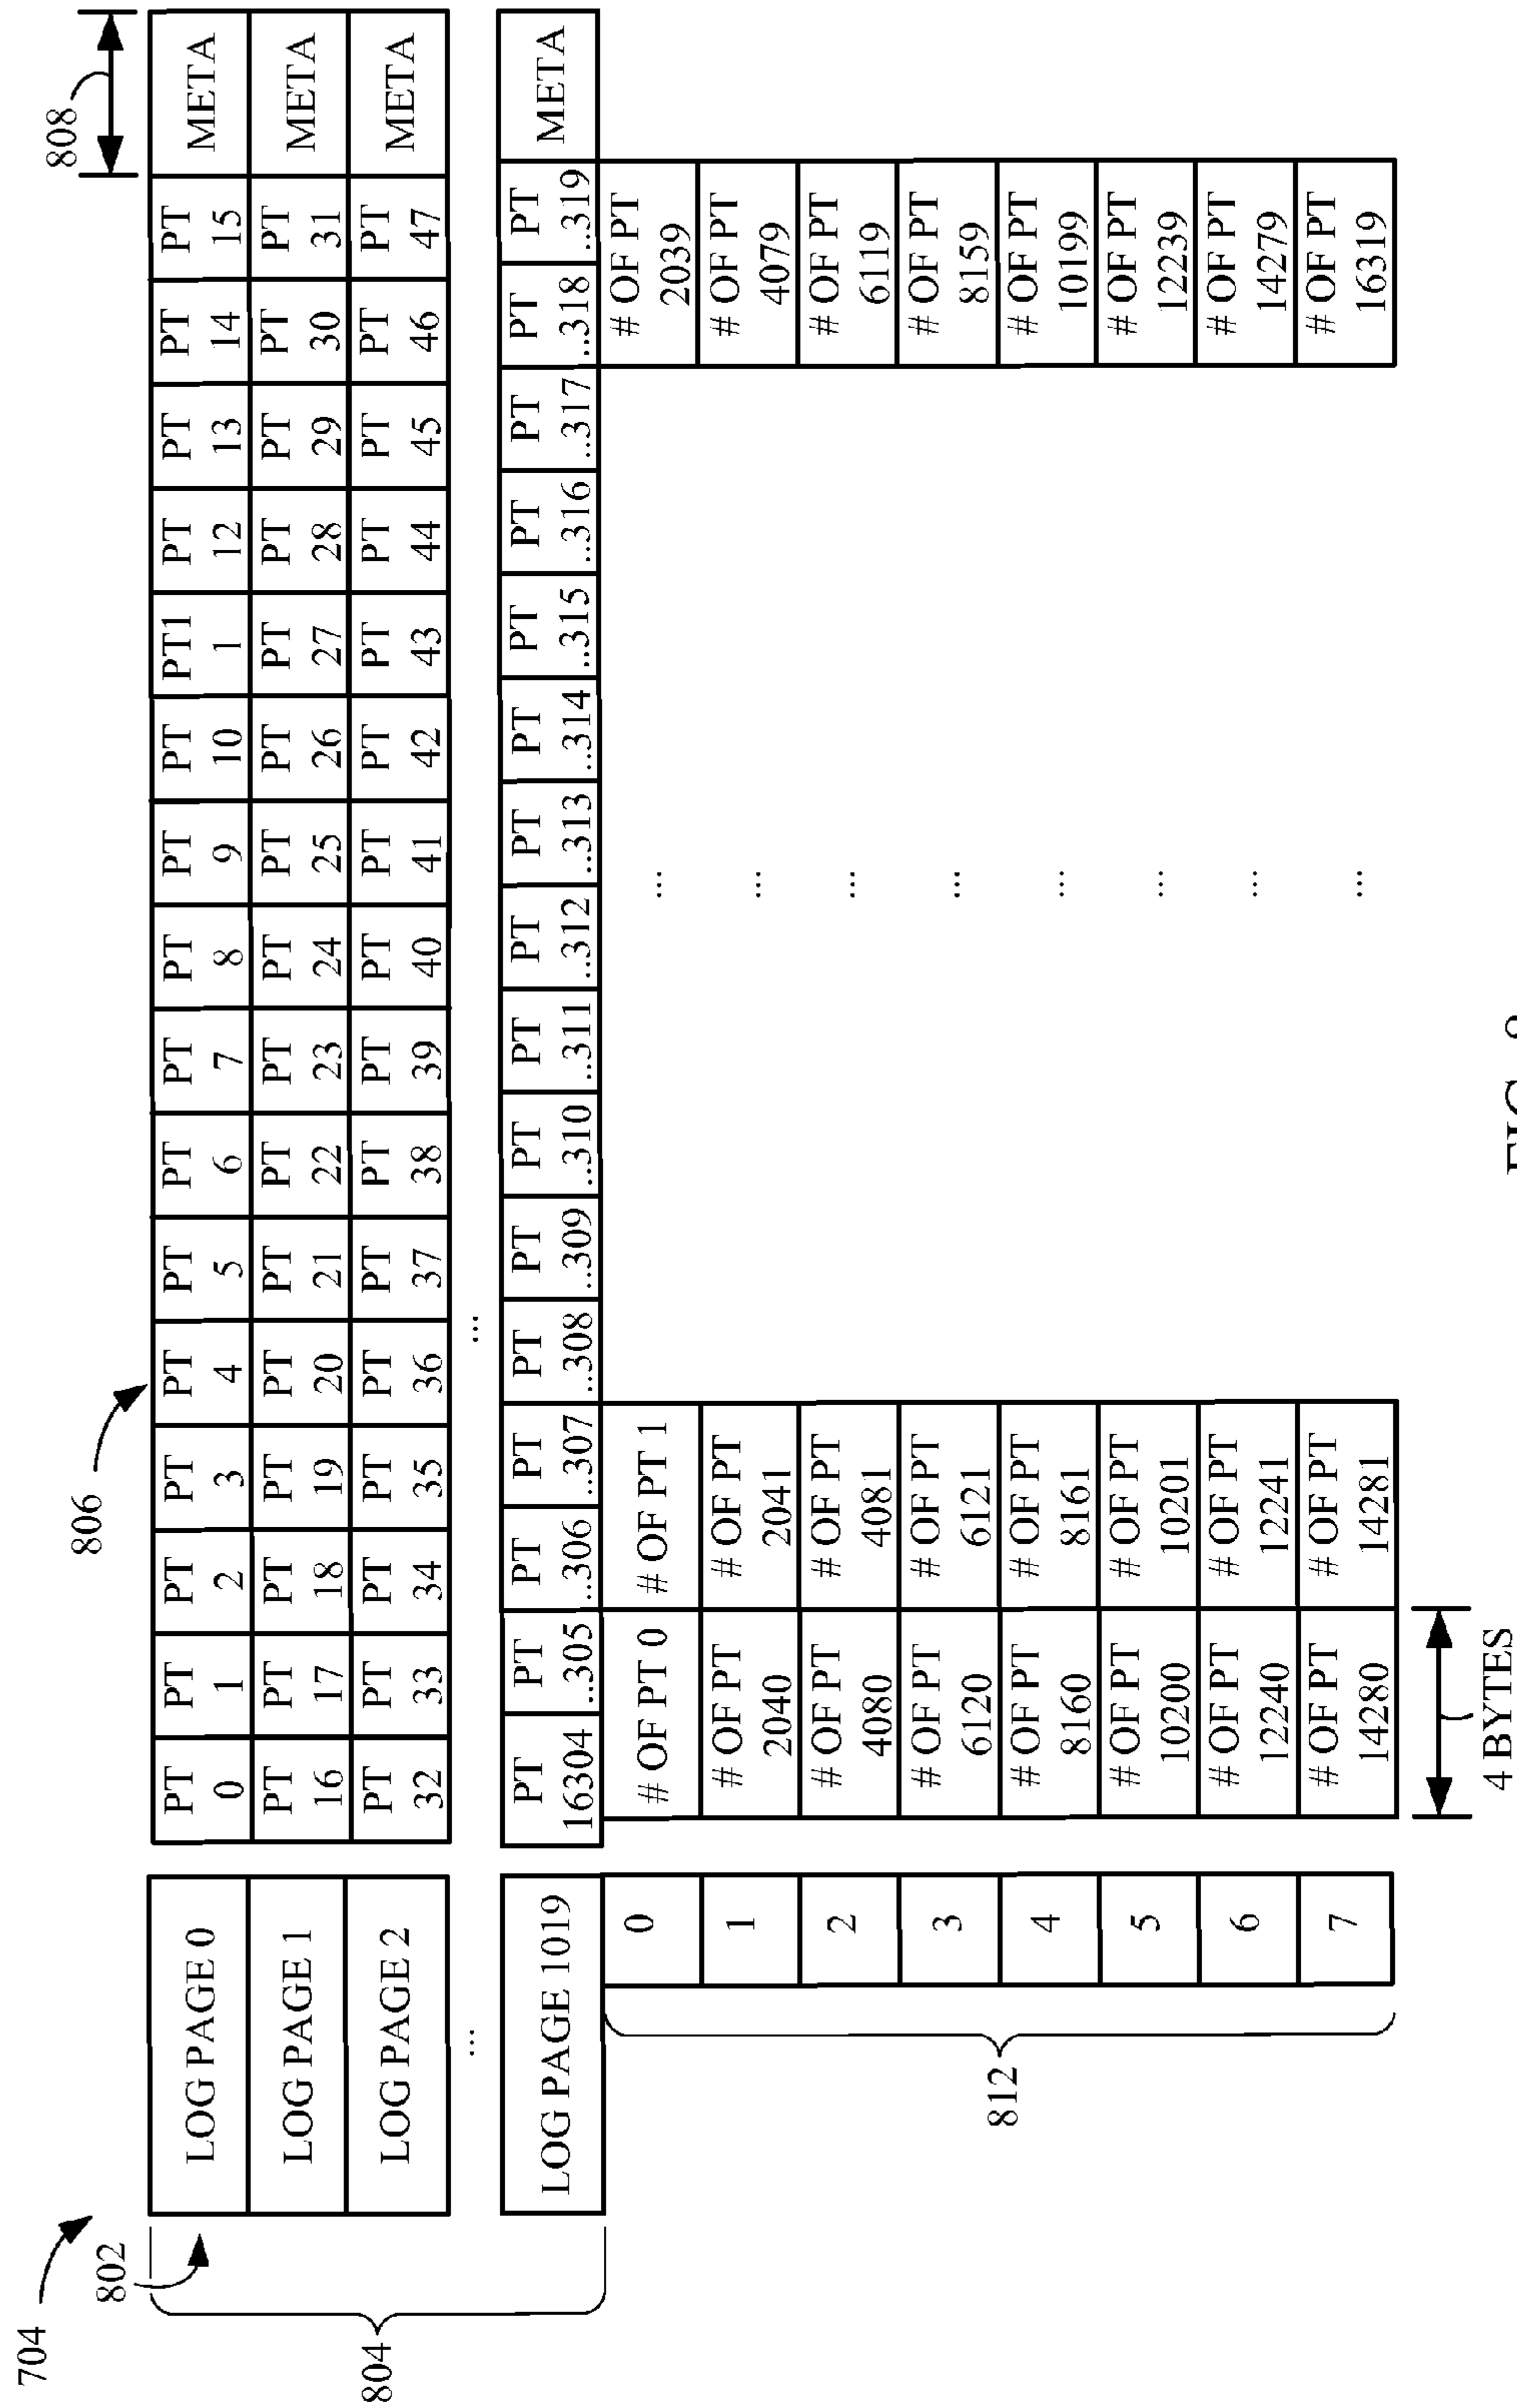 704
802
806
808
LOG PAGE 0
PT 0
PT 1
PT 2
PT 3
PT 4
PT 5
PT 6
PT 7
PT 8
PT 9
PT 10
PT1 1
PT 12
PT 13
PT 14
PT 15
META
LOG PAGE 1
PT 16
PT 17
PT 18
PT 19
PT 20
PT 21
PT 22
PT 23
PT 24
PT 25
PT 26
PT 27
PT 28
PT 29
PT 30
PT 31
META
804
LOG PAGE 2
PT 32
PT 33
PT 34
PT 35
PT 36
PT 37
PT 38
PT 39
PT 40
PT 41
PT 42
PT 43
PT 44
PT 45
PT 46
PT 47
META
...
...
LOG PAGE 1019
PT 16304
PT ..305
PT ..306
PT ..307
PT ..308
PT ..309
PT ..310
PT ..311
PT ..312
PT ..313
PT ..314
PT ..315
PT ..316
PT ..317
PT ..318
PT ..319
META
812
0
# OF PT 0
# OF PT 1
...
# OF PT 2039
1
# OF PT 2040
# OF PT 2041
...
# OF PT 4079
2
# OF PT 4080
# OF PT 4081
...
# OF PT 6119
3
# OF PT 6120
# OF PT 6121
...
# OF PT 8159
4
# OF PT 8160
# OF PT 8161
...
# OF PT 10199
5
# OF PT 10200
# OF PT 10201
...
# OF PT 12239
6
# OF PT 12240
# OF PT 12241
...
# OF PT 14279
7
# OF PT 14280
# OF PT 14281
...
# OF PT 16319
4 BYTES